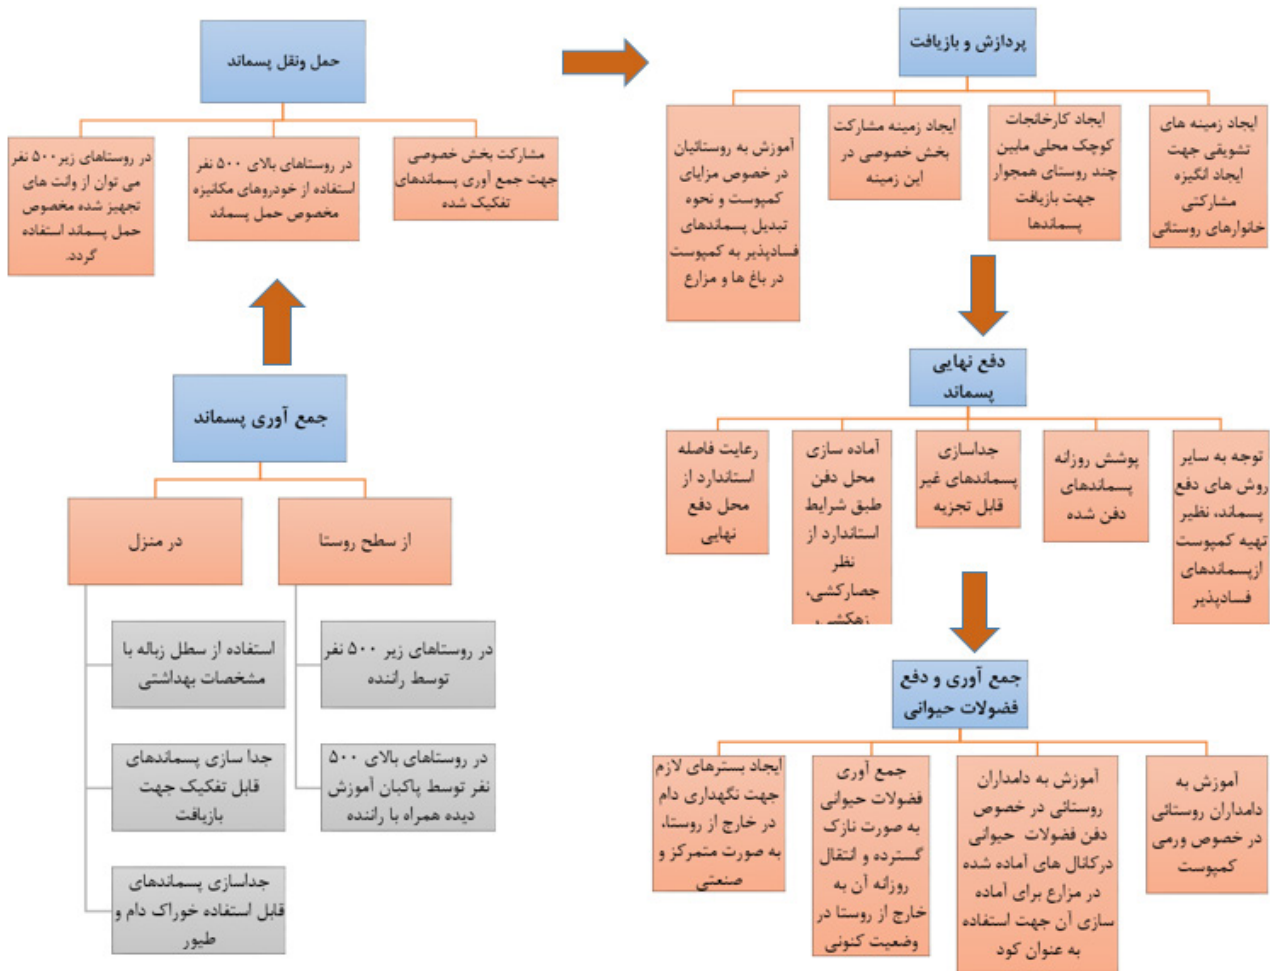 حمل ونقل پسماند
مشارکت بخش خصوصی
جهت جمع آوری پسماندهای
تفکیک شده
در روستاهای بالای ۵۰۰ نفر
استفاده از خودروهای مکانیزه
مخصوص حمل پسماند
در روستاهای زیر۵۰۰ نفر
می توان از وانت های
تجهیز شده مخصوص
حمل پسماند استفاده
گردد.
جمع آوری پسماند
از سطح روستا
در روستاهای زیر ۵۰۰ نفر
توسط راننده
در روستاهای بالای ۵۰۰
نفر توسط پاکبان آموزش
دیده همراه با راننده
در منزل
استفاده از سطل زباله با
مشخصات بهداشتی
جدا سازی پسماندهای
قابل تفکیک جهت
بازیافت
جداسازی پسماندهای
قابل استفاده خوراک دام و
طیور
پردازش و بازیافت
ایجاد زمینه های
تشویقی جهت
ایجاد انگیزه
مشارکتی
خانوارهای روستائی
ایجاد کارخانجات
کوچک محلی مابین
چند روستای همجوار
جهت بازیافت
پسماندها
ایجاد زمینه مشارکت
بخش خصوصی در
این زمینه
آموزش به روستائیان
در خصوص مزایای
کمپوست و نحوه
تبدیل پسماندهای
فسادپذیر به کمپوست
در باغ ها و مزارع
دفع نهایی
پسماند
توجه به سایر
روش های دفع
پسماند، نظیر
تهیه کمپوست
ازپسماندهای
فسادپذیر
پوشش روزانه
پسماندهای
دفن شده
جداسازی
پسماندهای غیر
قابل تجزیه
آماده سازی
محل دفن
طبق شرایط
استاندارد از
نظر
حصارکشی،
زهکشی،
رعایت فاصله
استاندارد از
محل دفع
نهایی
جمع آوری و دفع
فضولات حیوانی
آموزش به
دامداران روستائی
در خصوص ورمی
کمپوست
آموزش به دامداران
روستائی در خصوص
دفن فضولات حیوانی
درکانال های آماده شده
در مزارع برای آماده
سازی آن جهت استفاده
به عنوان کود
جمع آوری
فضولات حیوانی
به صورت نازک
گسترده و انتقال
روزانه آن به
خارج از روستا در
وضعیت کنونی
ایجاد بسترهای لازم
جهت نگهداری دام
در خارج از روستا،
به صورت متمرکز و
صنعتی